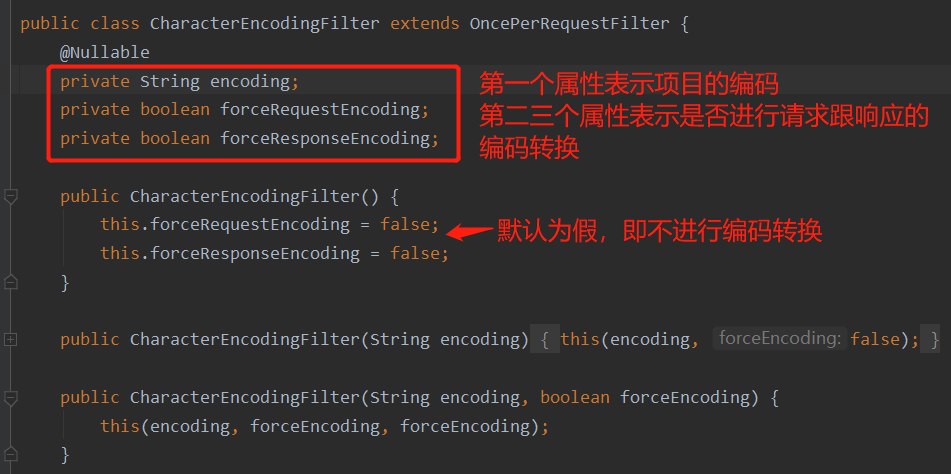 public class CharacterEncodingFilter extends OncePerRequestFilter {
@Nullable
private String encoding;
第一个属性表示项目的编码
private boolean forceRequestEncoding;
第二三个属性表示是否进行请求跟响应的
private boolean forceResponseEncoding;
编码转换
public CharacterEncodingFilter() {
this.forceRequestEncoding = false;
默认为假，即不进行编码转换
this.forceResponseEncoding = false;
}
public CharacterEncodingFilter(String encoding) { this(encoding, forceEncoding: false); }
public CharacterEncodingFilter(String encoding, boolean forceEncoding) {
this(encoding, forceEncoding, forceEncoding);
}